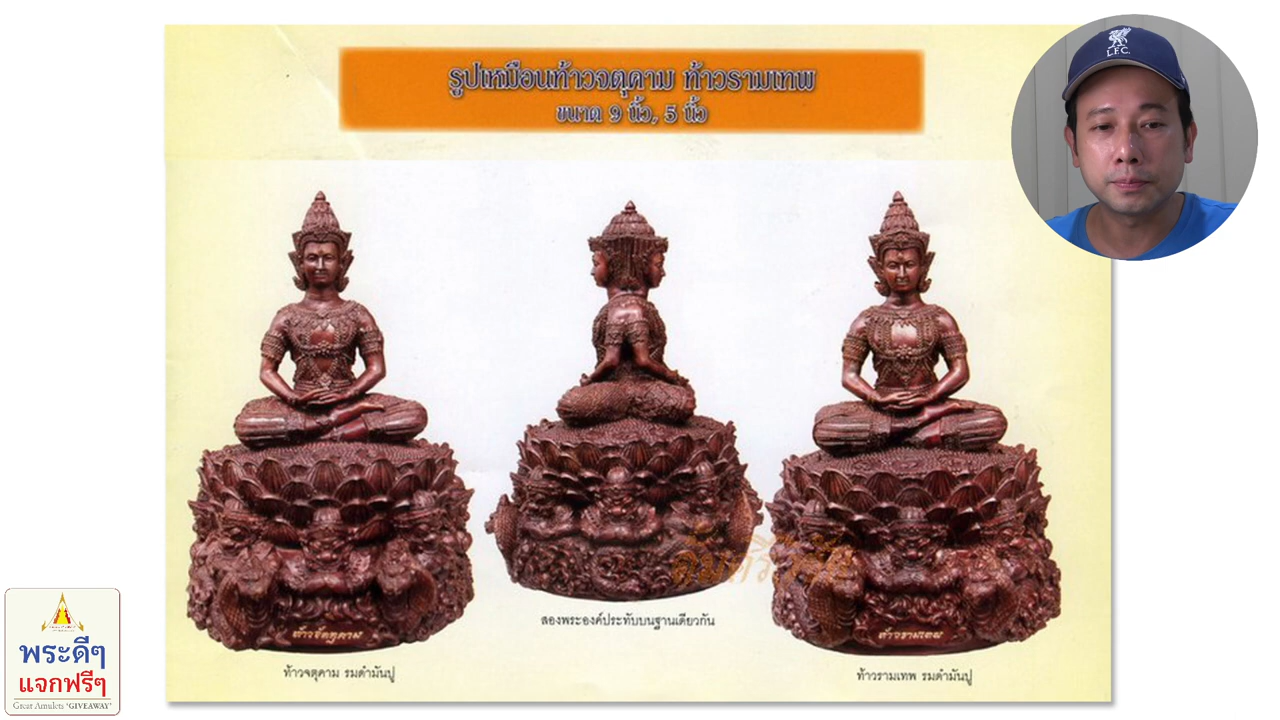 รูปเหมือนท้าวจตุคาม ท้าวรามเทพ
ขนาด 9 นิ้ว, 5 นิ้ว
L.F.C.
สองพระองค์ประทับบนฐานเดียวกัน
ท้าวจตุคาม
ท้าวรามเทพ
ท้าวจตุคาม รมดำมันปู
ท้าวรามเทพ รมดำมันปู
พระดีๆ
แจกฟรีๆ
Great Amulets 'GIVEAWAY'